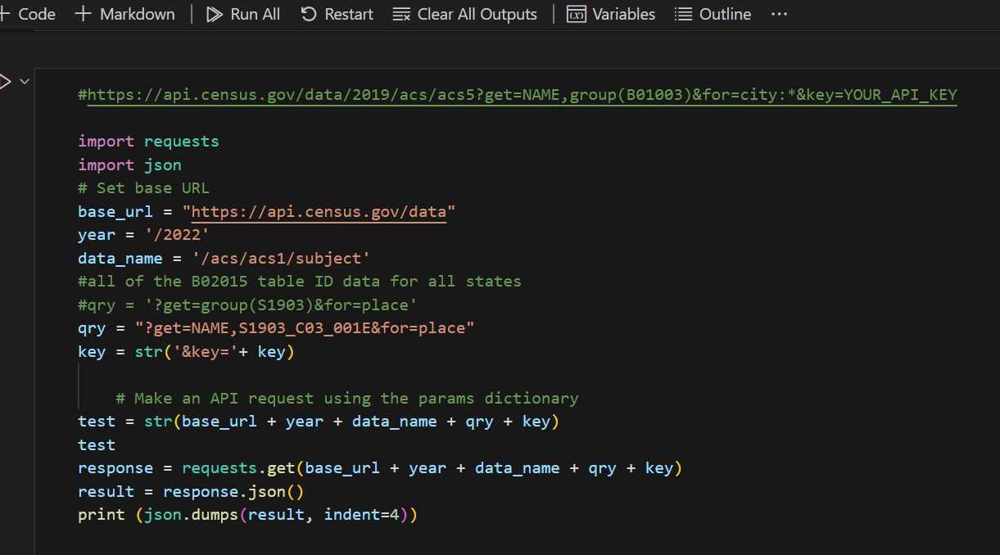 + Code + Markdown | Run All Restart Clear All Outputs | Variables Outline ...
#https://api.census.gov/data/2019/acs/acs5?get=NAME,group(B01003)&for=city:*&key=YOUR_API_KEY
import requests
import json
# Set base URL
base_url = "https://api.census.gov/data"
year = '/2022'
data_name = '/acs/acs1/subject'
#all of the B02015 table ID data for all states
#qry = '?get=group(S1903)&for=place'
qry = "?get=NAME,S1903_C03_001E&for=place"
key = str('&key='+ key)
# Make an API request using the params dictionary
test = str(base_url + year + data_name + qry + key)
test
response = requests.get(base_url + year + data_name + qry + key)
result = response.json()
print (json.dumps(result, indent=4))